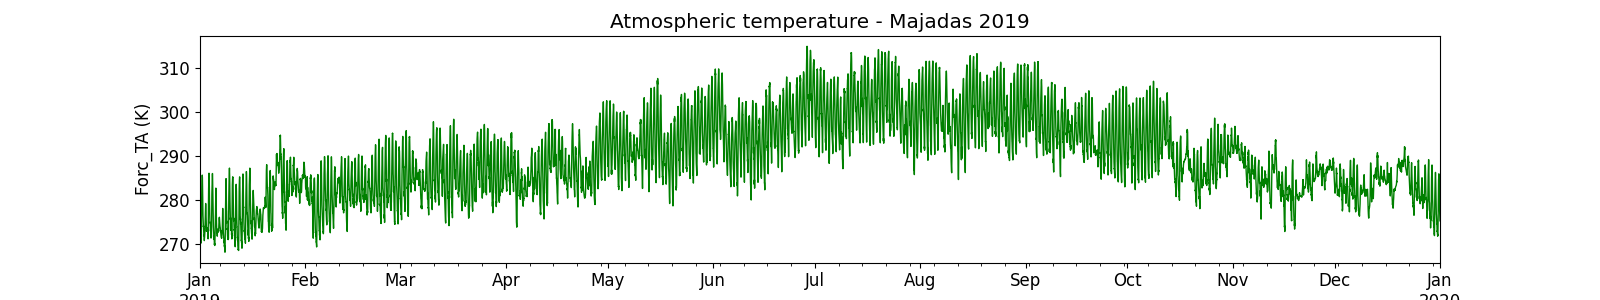 Atmospheric temperature - Majadas 2019
Forc_TA (K)
310
300
290
280
270
Jan Feb Mar Apr May Jun Jul Aug Sep Oct Nov Dec Jan
2019 2020